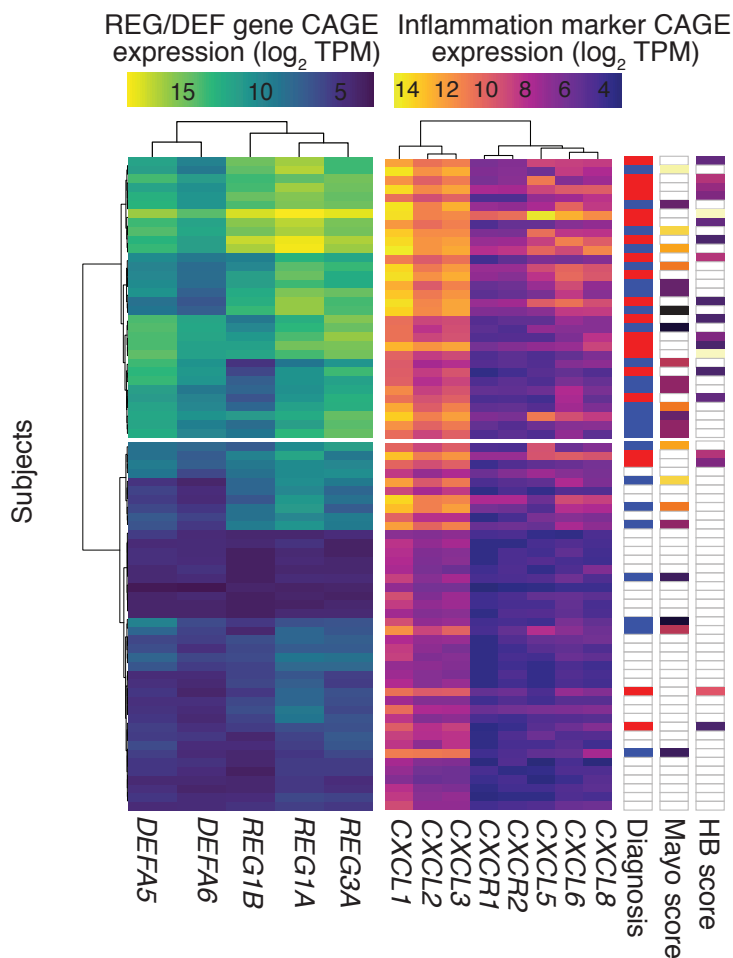 REG/DEF gene CAGE
expression (log2 TPM)
Inflammation marker CAGE
expression (log2 TPM)
15 10 5
14 12 10 8 6 4
Subjects
DEFA5
DEFA6
REG1B
REG1A
REG3A
CXCL1
CXCL2
CXCL3
CXCR1
CXCR2
CXCL5
CXCL6
CXCL8
Diagnosis
Mayo score
HB score